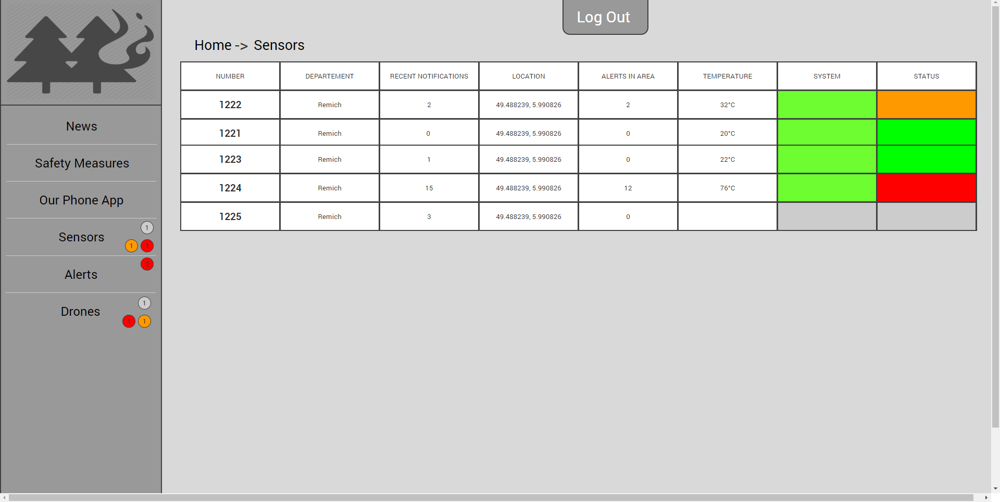 Log Out
Home -> Sensors
NUMBER DEPARTEMENT RECENT NOTIFICATIONS LOCATION ALERTS IN AREA TEMPERATURE SYSTEM STATUS
1222 Remich 2 49.488239, 5.990826 2 32°C
1221 Remich 0 49.488239, 5.990826 0 20°C
1223 Remich 1 49.488239, 5.990826 0 22°C
1224 Remich 15 49.488239, 5.990826 12 76°C
1225 Remich 3 49.488239, 5.990826 0
News
Safety Measures
Our Phone App
1
Sensors
1 1
2
Alerts
1
Drones
1 1